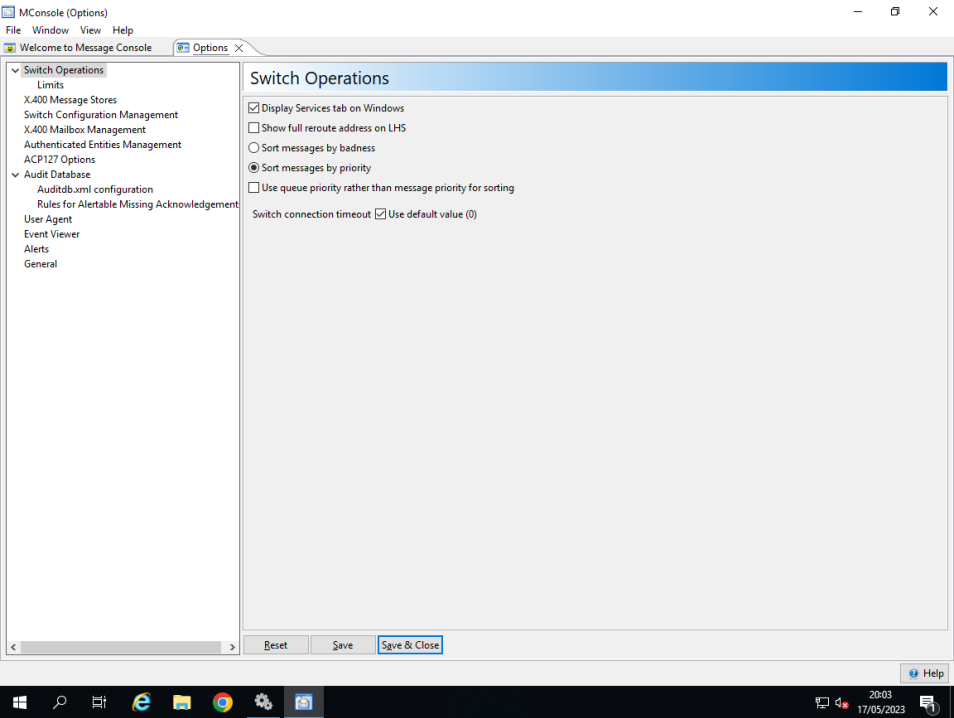 MConsole (Options)
File Window View Help
Welcome to Message Console Options
Switch Operations
Limits
X.400 Message Stores
Switch Configuration Management
X.400 Mailbox Management
Authenticated Entities Management
ACP127 Options
Audit Database
Auditdb.xml configuration
Rules for Alertable Missing Acknowledgement
User Agent
Event Viewer
Alerts
General
Switch Operations
Display Services tab on Windows
Show full reroute address on LHS
Sort messages by badness
Sort messages by priority
Use queue priority rather than message priority for sorting
Switch connection timeout Use default value (0)
Reset Save Save & Close
Help
20:03
17/05/2023
1